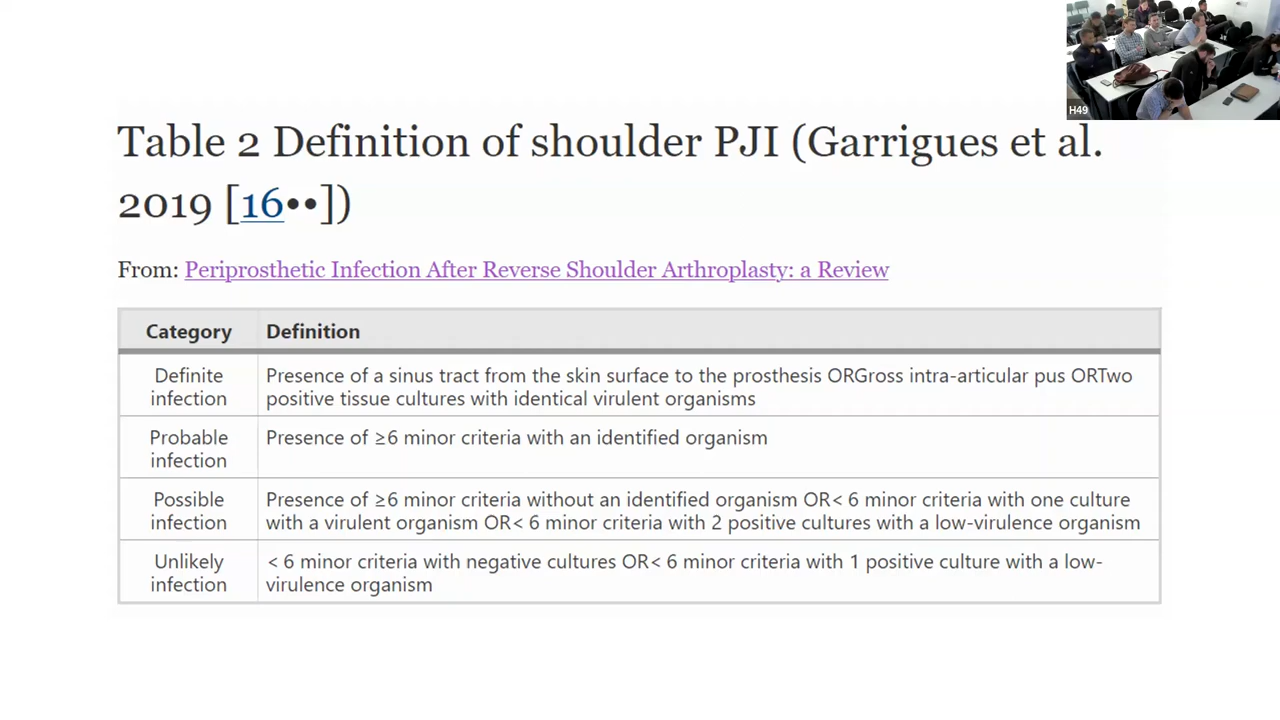 H49
Table 2 Definition of shoulder PJI (Garrigues et al.
2019 [16••])
From: Periprosthetic Infection After Reverse Shoulder Arthroplasty: a Review
Category Definition
Definite infection
Presence of a sinus tract from the skin surface to the prosthesis ORGross intra-articular pus ORTwo
positive tissue cultures with identical virulent organisms
Probable infection
Presence of ≥6 minor criteria with an identified organism
Possible infection
Presence of ≥6 minor criteria without an identified organism OR< 6 minor criteria with one culture
with a virulent organism OR< 6 minor criteria with 2 positive cultures with a low-virulence organism
Unlikely infection
< 6 minor criteria with negative cultures OR< 6 minor criteria with 1 positive culture with a low-
virulence organism